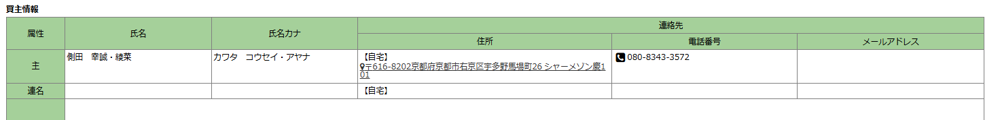 買主情報
属性 氏名 氏名カナ 連絡先
住所 電話番号 メールアドレス
主 側田 幸誠・綾菜 カワタ コウセイ・アヤナ 【自宅】 080-8343-3572
〒616-8202京都府京都市右京区宇多野馬場町26 シャーメゾン慶1
01
連名 【自宅】